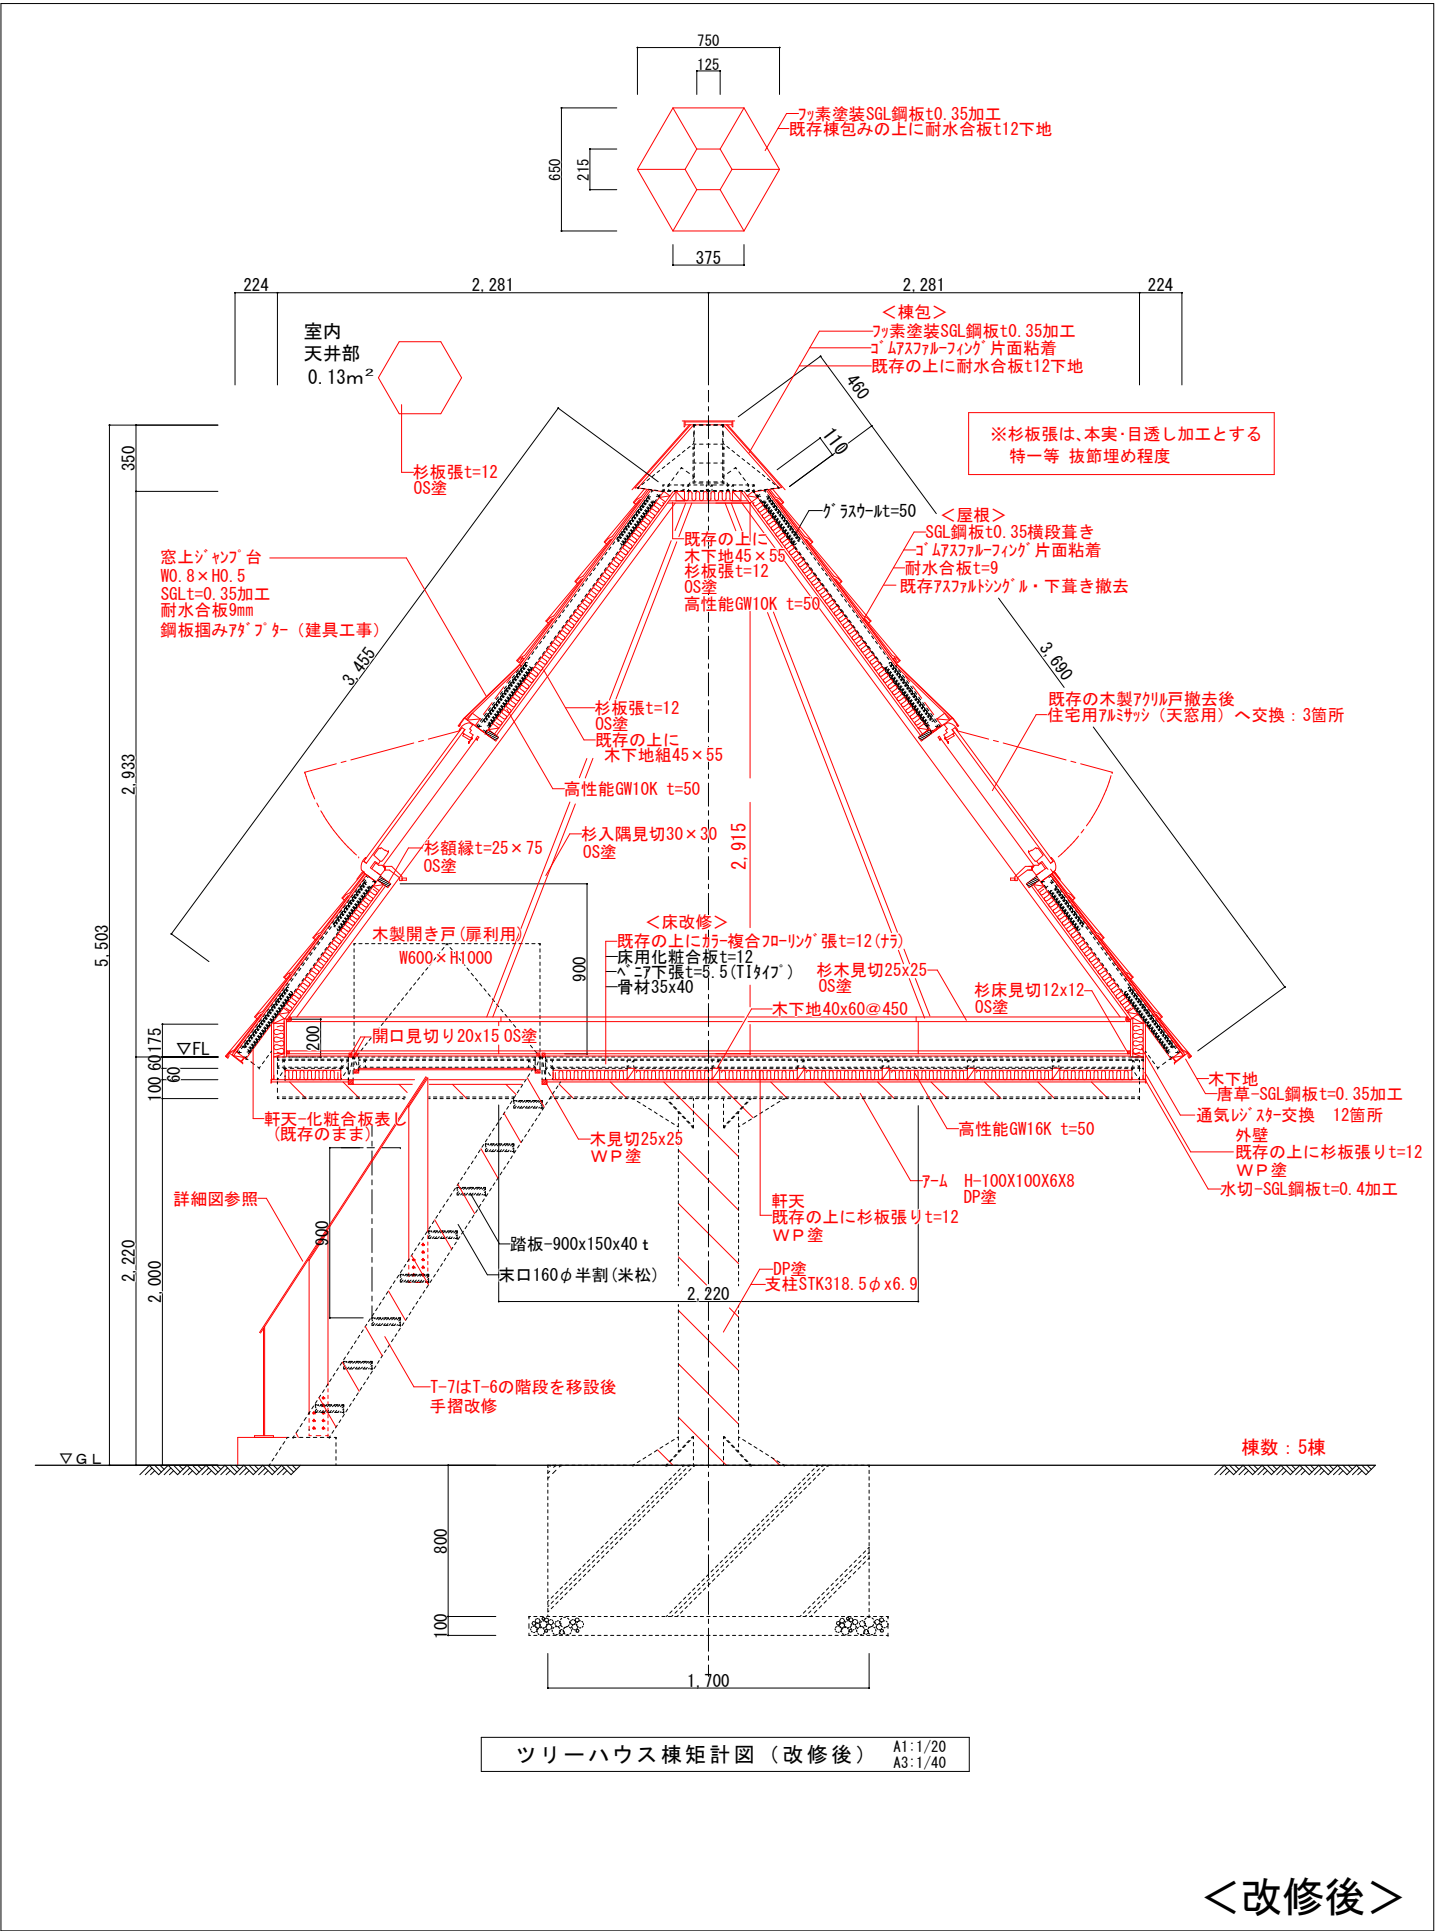 750
125
650
215
375
フッ素塗装SGL鋼板t0.35加工
既存棟包みの上に耐水合板t12下地
224
2,281
2,281
224
室内
天井部
0.13m²
杉板張t=12
OS塗
<棟包>
フッ素塗装SGL鋼板t0.35加工
ゴムアスファルーフィング片面粘着
既存の上に耐水合板t12下地
460
110
※杉板張は、本実・目透し加工とする
特一等 抜節埋め程度
350
グラスウールt=50
<屋根>
SGL鋼板t0.35横段葺き
ゴムアスファルーフィング片面粘着
耐水合板t=9
既存アスファルトシングル・下葺き撤去
既存の上に
木下地45×55
杉板張t=12
OS塗
高性能GW10K t=50
窓上ジャンプ台
W0.8×H0.5
SGLt=0.35加工
耐水合板9mm
鋼板掴みアダプター（建具工事）
3,455
3,690
既存の木製アクリル戸撤去後
住宅用アルミサッシ（天窓用）へ交換：3箇所
杉板張t=12
OS塗
既存の上に
木下地組45×55
高性能GW10K t=50
2,933
2,915
杉入隅見切30×30
OS塗
杉額縁t=25×75
OS塗
5,503
木製開き戸(扉利用)
W600×H1000
900
<床改修>
既存の上にカラー複合フローリング張t=12(ナラ)
床用化粧合板t=12
ベニア下張t=5.5(TIタイプ)
骨材35x40
杉木見切25x25
OS塗
杉床見切12x12
OS塗
木下地40x60@450
200
開口見切り20x15 OS塗
175
▽FL
60
60
100
軒天-化粧合板表し
(既存のまま)
木見切25x25
ＷＰ塗
高性能GW16K t=50
木下地
唐草-SGL鋼板t=0.35加工
通気レジスター交換　12箇所
外壁
既存の上に杉板張りt=12
ＷＰ塗
水切-SGL鋼板t=0.4加工
アーム　H-100X100X6X8
DP塗
軒天
既存の上に杉板張りt=12
ＷＰ塗
詳細図参照
900
踏板-900x150x40 t
末口160φ半割(米松)
DP塗
支柱STK318.5φx6.9
2,220
2,220
2,000
T-7はT-6の階段を移設後
手摺改修
棟数：5棟
▽ＧＬ
800
100
1,700
ツリーハウス棟矩計図（改修後）
A1:1/20
A3:1/40
＜改修後＞